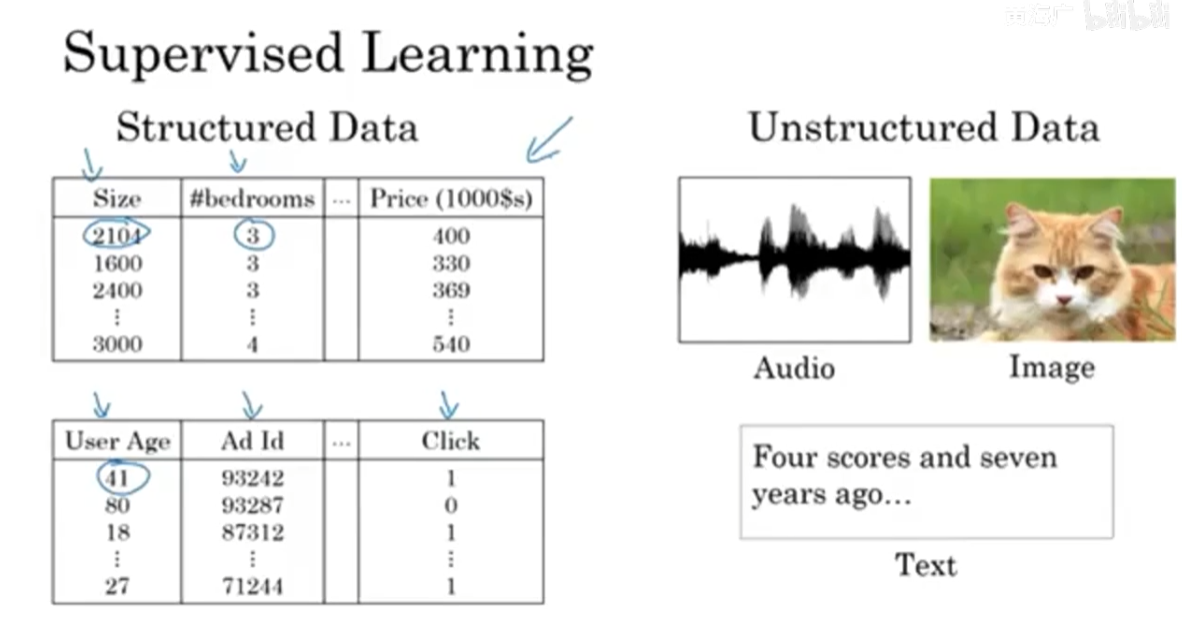 Supervised Learning
Structured Data
Size #bedrooms ... Price (1000$s)
2104 3 400
1600 3 330
2400 3 369
⋮ ⋮ ⋮
3000 4 540
User Age Ad Id ... Click
41 93242 1
80 93287 0
18 87312 1
⋮ ⋮ ⋮
27 71244 1
Unstructured Data
Audio
Image
Four scores and seven
years ago...
Text
bilibili